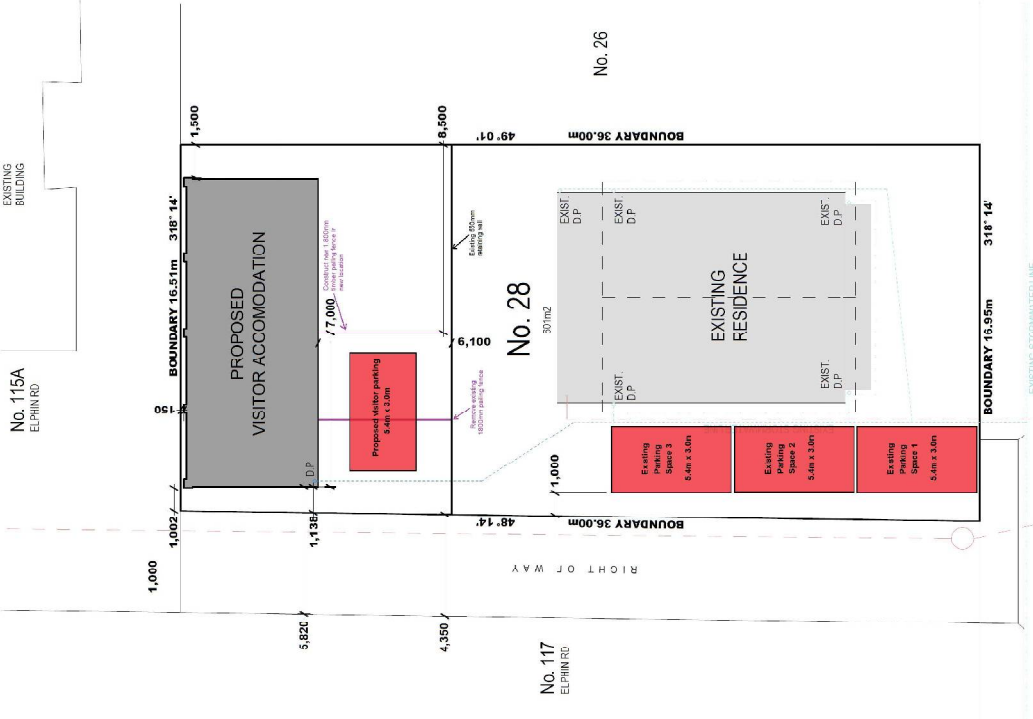 EXISTING
BUILDING
No. 115A
ELPHIN RD
1,500
8,500
49° 01'
BOUNDARY 36.00m
No. 26
318° 14'
BOUNDARY 16.51m
150
PROPOSED
VISITOR ACCOMODATION
D.P
Construct new 1,800mm
timber paling fence in
new location
7,000
Existing 600mm
retaining wall
6,100
Proposed visitor parking
5.4m x 3.0m
Remove existing
1800mm paling fence
No. 28
301m2
EXIST.
D.P
EXIST.
D.P
EXIST.
D.P
EXIST.
D.P
EXIST.
D.P
EXISTING
RESIDENCE
318° 14'
BOUNDARY 16.95m
Existing
Parking
Space 3
5.4m x 3.0m
Existing
Parking
Space 2
5.4m x 3.0m
Existing
Parking
Space 1
5.4m x 3.0m
1,000
1,002
1,138
48° 14'
BOUNDARY 36.00m
1,000
RIGHT OF WAY
5,820
4,350
No. 117
ELPHIN RD